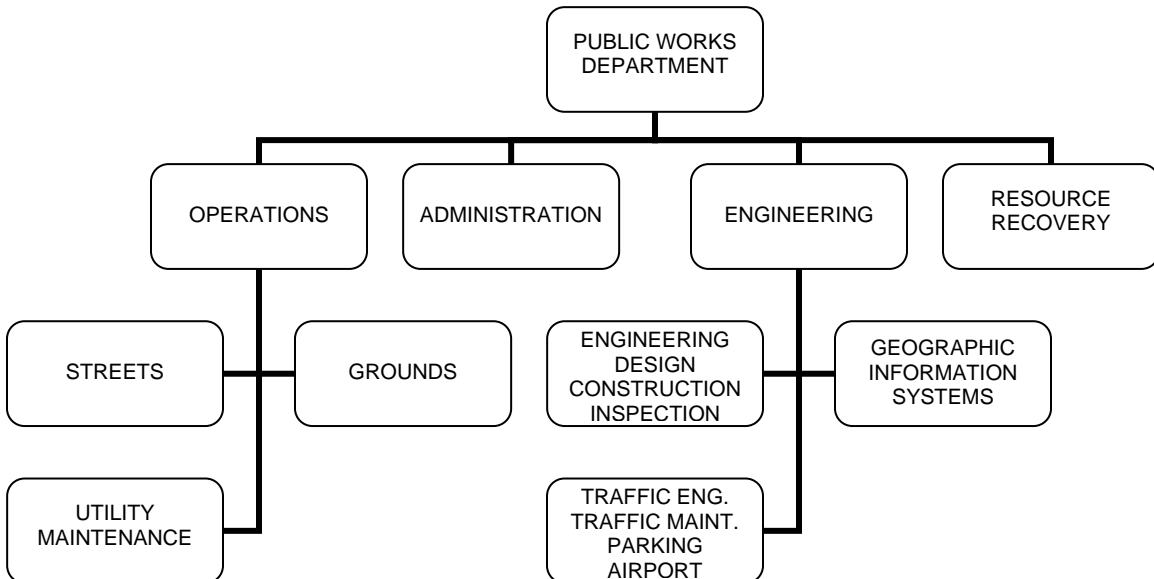 PUBLIC WORKS
DEPARTMENT
OPERATIONS
ADMINISTRATION
ENGINEERING
RESOURCE
RECOVERY
STREETS
GROUNDS
ENGINEERING
DESIGN
CONSTRUCTION
INSPECTION
GEOGRAPHIC
INFORMATION
SYSTEMS
UTILITY
MAINTENANCE
TRAFFIC ENG.
TRAFFIC MAINT.
PARKING
AIRPORT